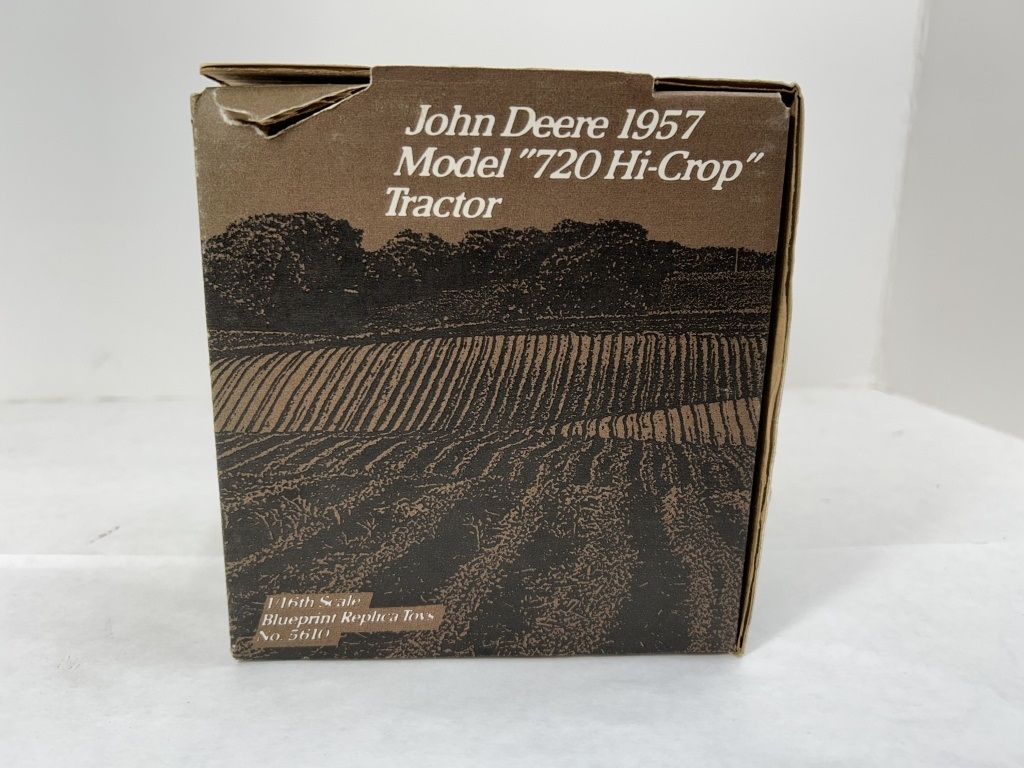 John Deere 1957
Model "720 Hi-Crop"
Tractor
1/16th Scale
Blueprint Replica Toys
No. 5610